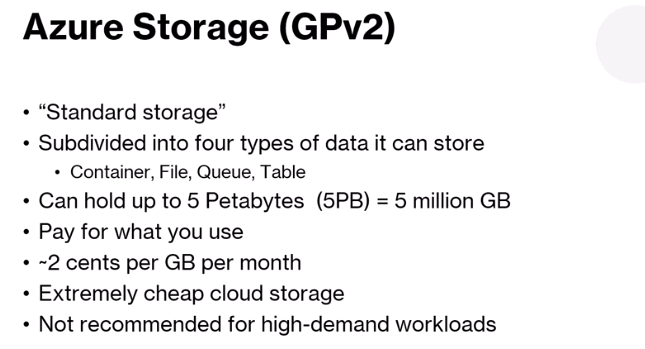 Azure Storage (GPv2)
• “Standard storage”
• Subdivided into four types of data it can store
• Container, File, Queue, Table
• Can hold up to 5 Petabytes (5PB) = 5 million GB
• Pay for what you use
• ~2 cents per GB per month
• Extremely cheap cloud storage
• Not recommended for high-demand workloads